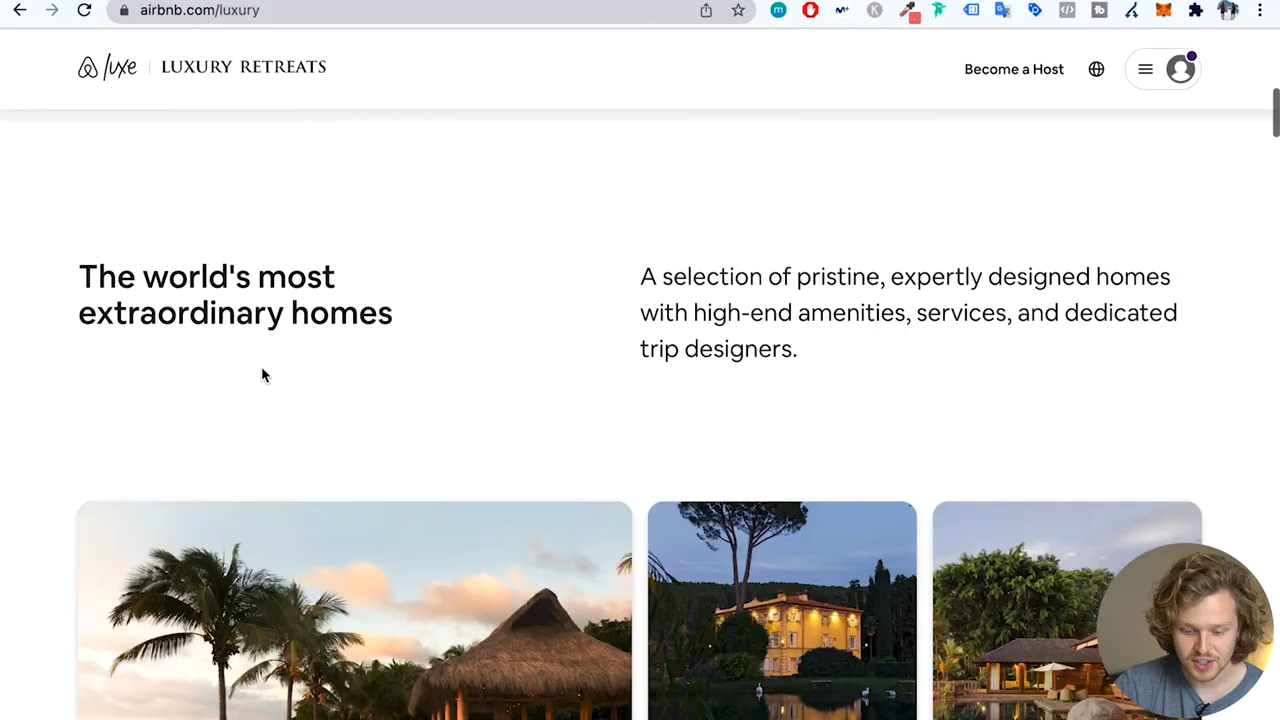 airbnb.com/luxury
luxe LUXURY RETREATS
Become a Host
The world's most
extraordinary homes
A selection of pristine, expertly designed homes
with high-end amenities, services, and dedicated
trip designers.